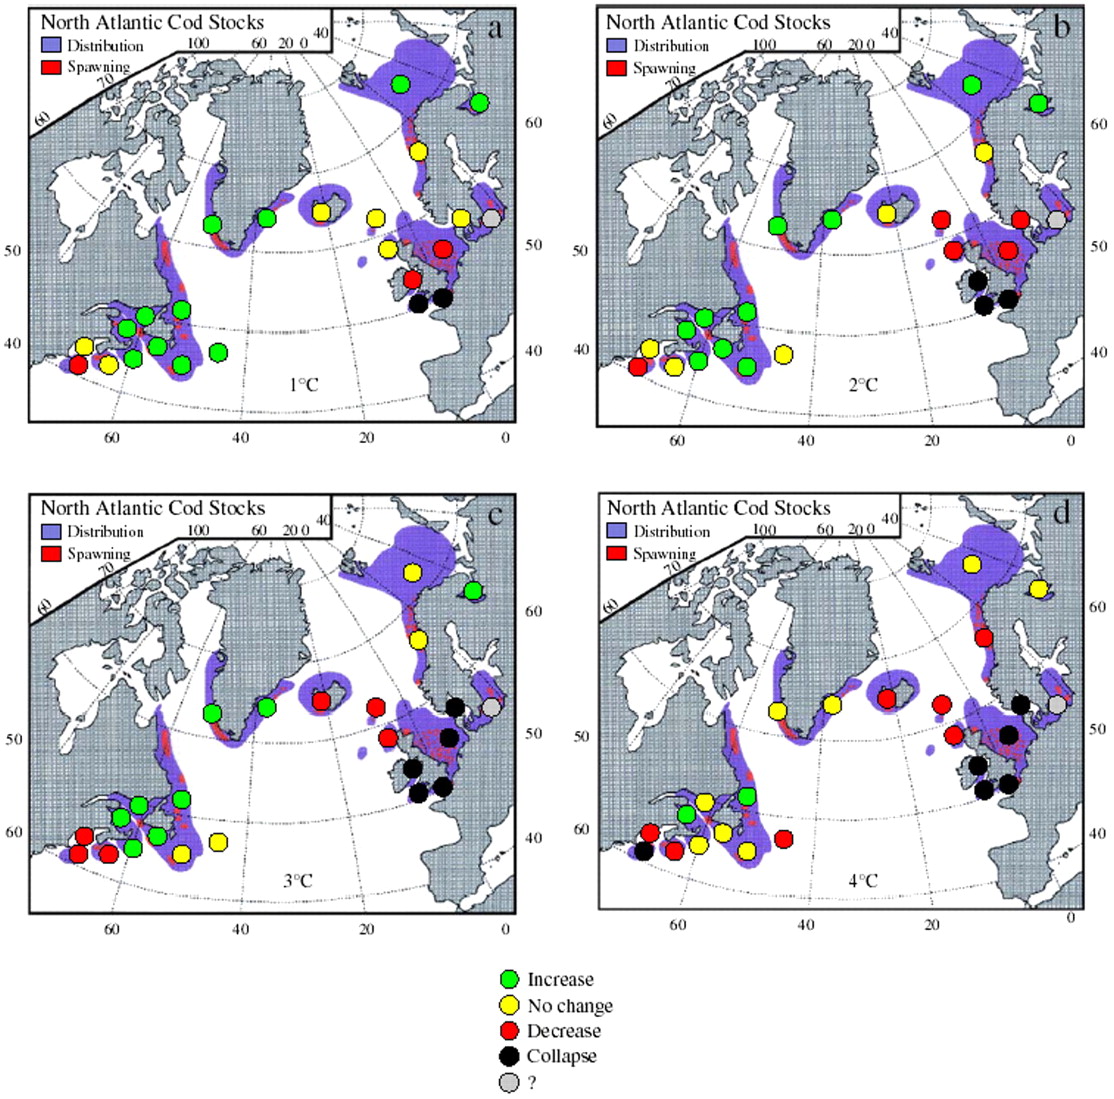 North Atlantic Cod Stocks a
Distribution
Spawning
100 60 20 0 40
70
60
60
50
50
40
40
1°C
60 40 20 0
North Atlantic Cod Stocks b
Distribution
Spawning
100 60 20 0 40
70
60
60
50
50
40
40
2°C
60 40 20 0
North Atlantic Cod Stocks c
Distribution
Spawning
100 60 20 0 40
70
60
60
50
50
60
40
3°C
60 40 20 0
North Atlantic Cod Stocks d
Distribution
Spawning
100 60 20 0 40
70
60
60
50
50
60
40
4°C
60 40 20 0
Increase
No change
Decrease
Collapse
?